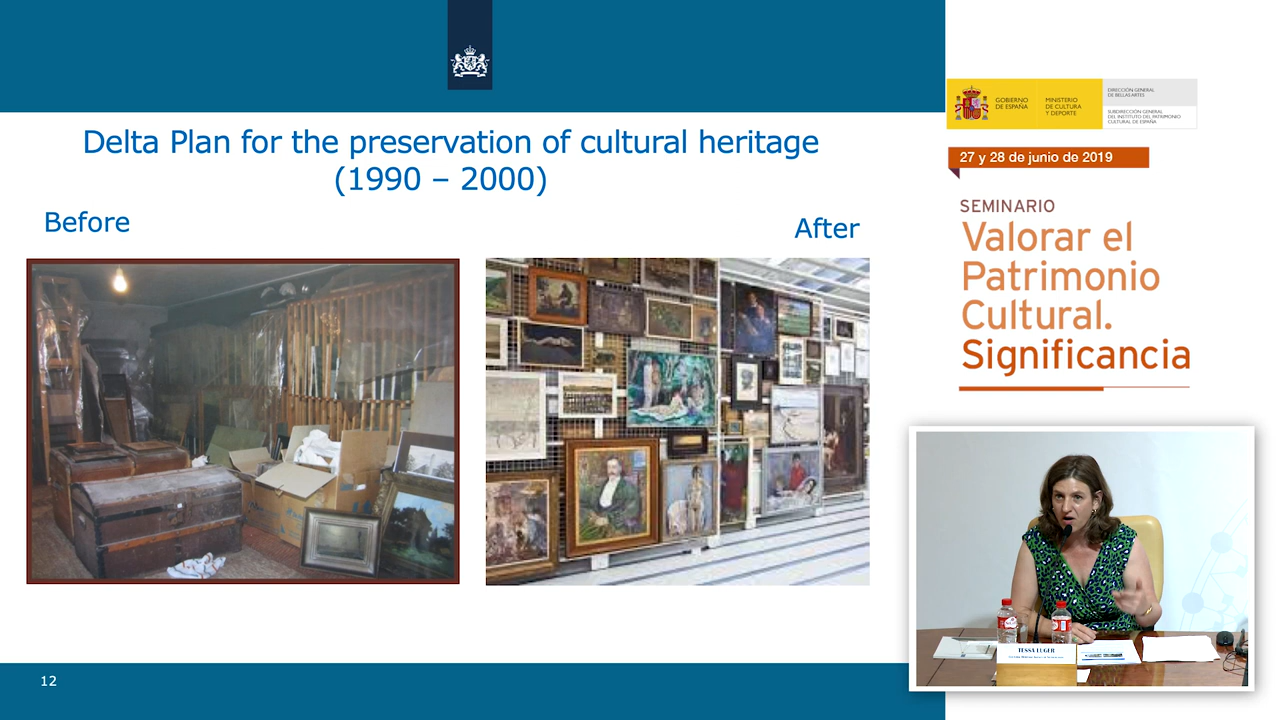 Delta Plan for the preservation of cultural heritage
(1990 – 2000)
Before
After
12
GOBIERNO
DE ESPAÑA
MINISTERIO
DE CULTURA
Y DEPORTE
DIRECCIÓN GENERAL
DE BELLAS ARTES
SUBDIRECCIÓN GENERAL
DEL INSTITUTO DEL PATRIMONIO
CULTURAL DE ESPAÑA
27 y 28 de junio de 2019
SEMINARIO
Valorar el
Patrimonio
Cultural.
Significancia
TESSA LUGER